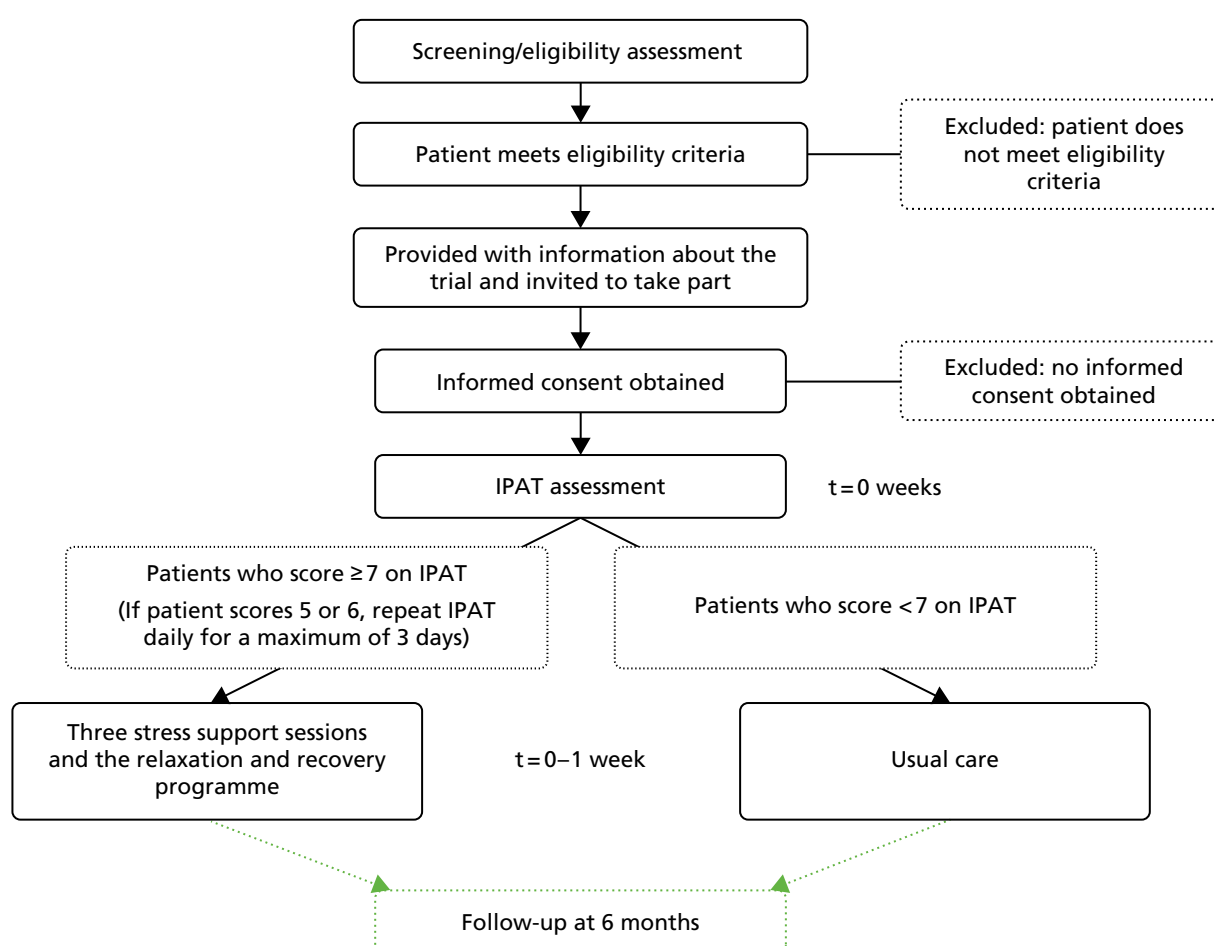 Screening/eligibility assessment
Patient meets eligibility criteria
Excluded: patient does
not meet eligibility
criteria
Provided with information about the
trial and invited to take part
Informed consent obtained
Excluded: no informed
consent obtained
IPAT assessment
t=0 weeks
Patients who score ≥7 on IPAT
(If patient scores 5 or 6, repeat IPAT
daily for a maximum of 3 days)
Patients who score <7 on IPAT
Three stress support sessions
and the relaxation and recovery
programme
t=0–1 week
Usual care
Follow-up at 6 months